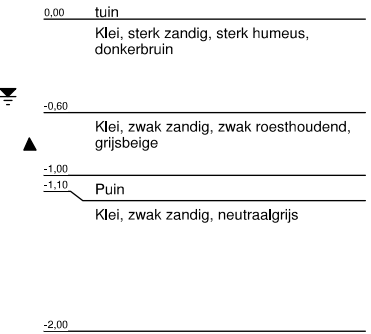 0,00 tuin
Klei, sterk zandig, sterk humeus,
donkerbruin
-0,60
Klei, zwak zandig, zwak roesthoudend,
grijsbeige
-1,00
-1,10 Puin
Klei, zwak zandig, neutraalgrijs
-2,00